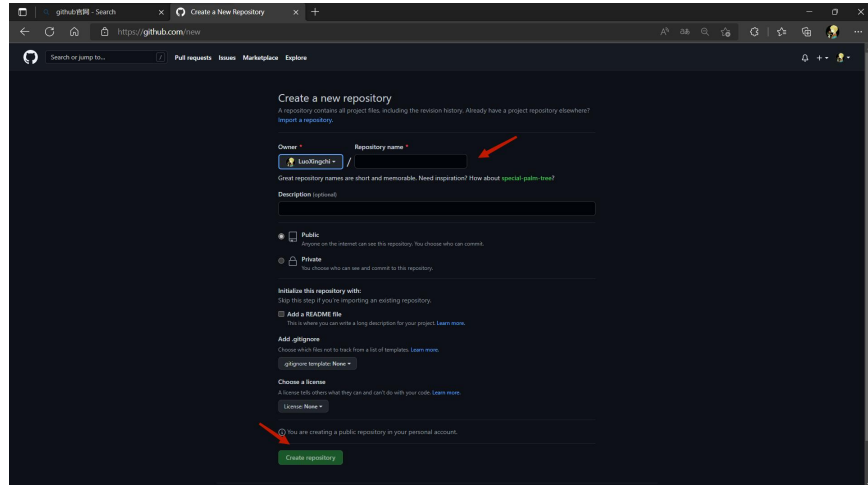 github官网 - Search
Create a New Repository
https://github.com/new
Search or jump to...
/
Pull requests Issues Marketplace Explore
Create a new repository
A repository contains all project files, including the revision history. Already have a project repository elsewhere?
Import a repository.
Owner * Repository name *
LuoXingchi /
Great repository names are short and memorable. Need inspiration? How about special-palm-tree?
Description (optional)
Public
Anyone on the internet can see this repository. You choose who can commit.
Private
You choose who can see and commit to this repository.
Initialize this repository with:
Skip this step if you're importing an existing repository.
Add a README file
This is where you can write a long description for your project. Learn more.
Add .gitignore
Choose which files not to track from a list of templates. Learn more.
.gitignore template: None
Choose a license
A license tells others what they can and can't do with your code. Learn more.
License: None
You are creating a public repository in your personal account.
Create repository